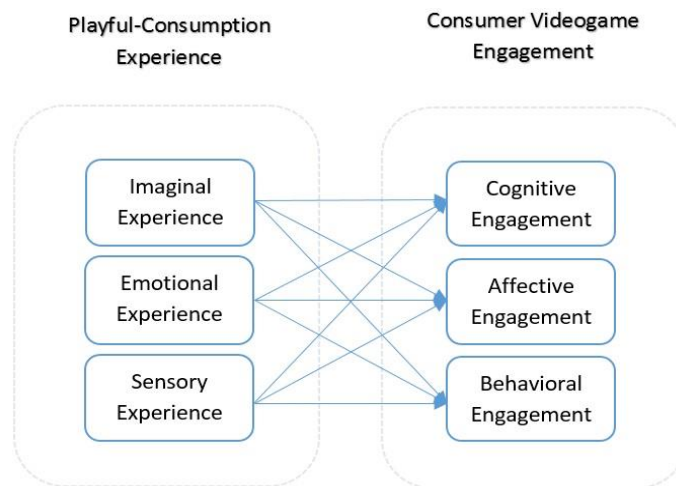 Playful-Consumption
Experience
Consumer Videogame
Engagement
Imaginal
Experience
Emotional
Experience
Sensory
Experience
Cognitive
Engagement
Affective
Engagement
Behavioral
Engagement